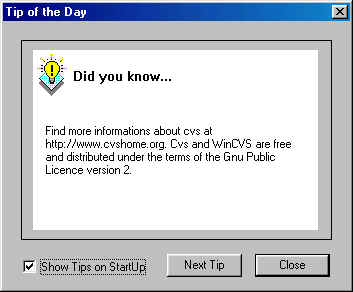 Tip of the Day
Did you know...
Find more informations about cvs at
http://www.cvshome.org. Cvs and WinCVS are free
and distributed under the terms of the Gnu Public
Licence version 2.
Show Tips on StartUp
Next Tip
Close